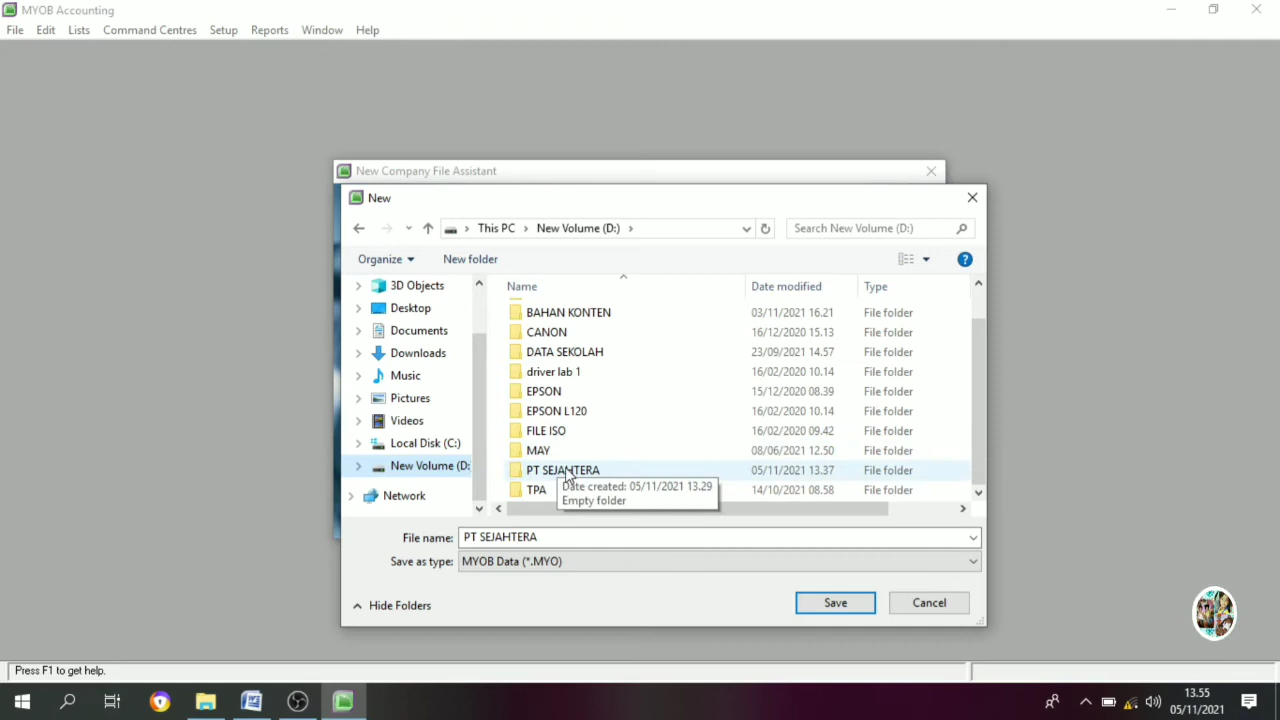 MYOB Accounting
File Edit Lists Command Centres Setup Reports Window Help
New Company File Assistant
New
This PC > New Volume (D:) >
Search New Volume (D:)
Organize New folder
Name Date modified Type
3D Objects
Desktop
Documents
Downloads
Music
Pictures
Videos
Local Disk (C:)
New Volume (D:
Network
BAHAN KONTEN 03/11/2021 16.21 File folder
CANON 16/12/2020 15.13 File folder
DATA SEKOLAH 23/09/2021 14.57 File folder
driver lab 1 16/02/2020 10.14 File folder
EPSON 15/12/2020 08.39 File folder
EPSON L120 16/02/2020 10.14 File folder
FILE ISO 16/02/2020 09.42 File folder
MAY 08/06/2021 12.50 File folder
PT SEJAHTERA 05/11/2021 13.37 File folder
TPA 14/10/2021 08.58 File folder
Date created: 05/11/2021 13.29
Empty folder
File name: PT SEJAHTERA
Save as type: MYOB Data (*.MYO)
Hide Folders Save Cancel
Press F1 to get help.
13.55
05/11/2021